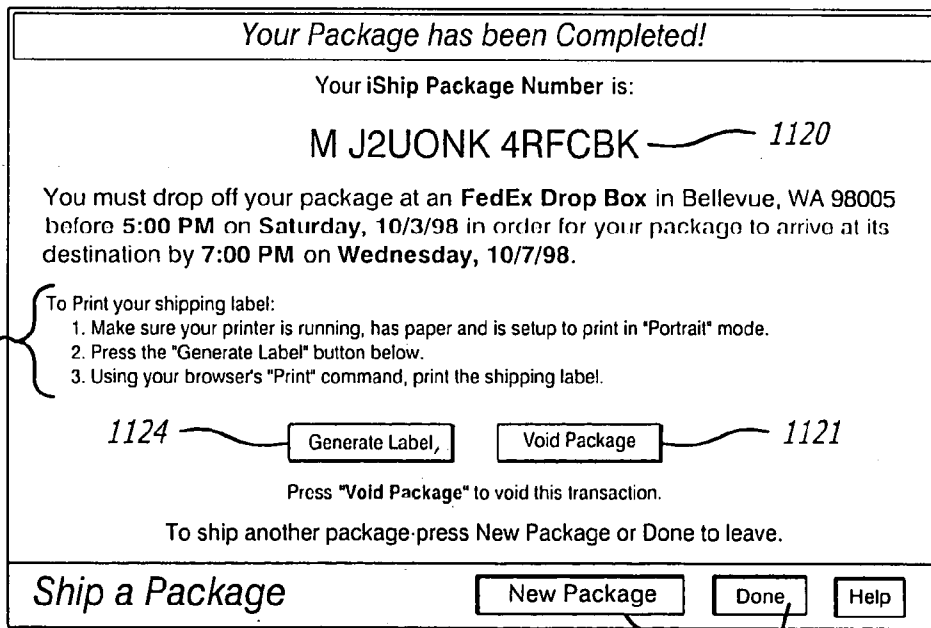 Your Package has been Completed!
Your iShip Package Number is:
M J2UONK 4RFCBK 1120
You must drop off your package at an FedEx Drop Box in Bellevue, WA 98005
before 5:00 PM on Saturday, 10/3/98 in order for your package to arrive at its
destination by 7:00 PM on Wednesday, 10/7/98.
To Print your shipping label:
1. Make sure your printer is running, has paper and is setup to print in "Portrait" mode.
2. Press the "Generate Label" button below.
3. Using your browser's "Print" command, print the shipping label.
1124 Generate Label, Void Package 1121
Press "Void Package" to void this transaction.
To ship another package-press New Package or Done to leave.
Ship a Package New Package Done Help